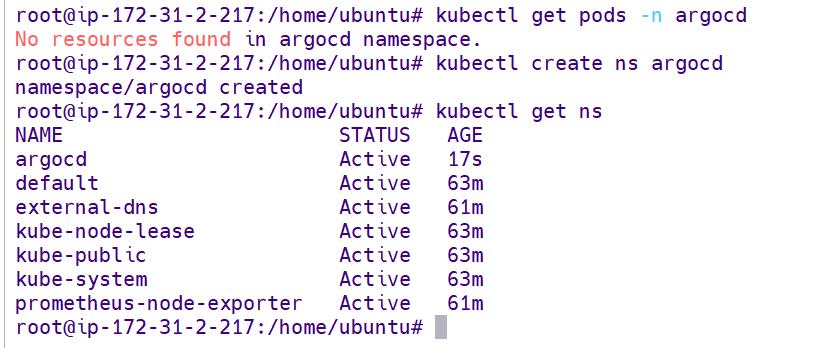 root@ip-172-31-2-217:/home/ubuntu# kubectl get pods -n argocd
No resources found in argocd namespace.
root@ip-172-31-2-217:/home/ubuntu# kubectl create ns argocd
namespace/argocd created
root@ip-172-31-2-217:/home/ubuntu# kubectl get ns
NAME                       STATUS   AGE
argocd                     Active   17s
default                    Active   63m
external-dns               Active   61m
kube-node-lease            Active   63m
kube-public                Active   63m
kube-system                Active   63m
prometheus-node-exporter   Active   61m
root@ip-172-31-2-217:/home/ubuntu#